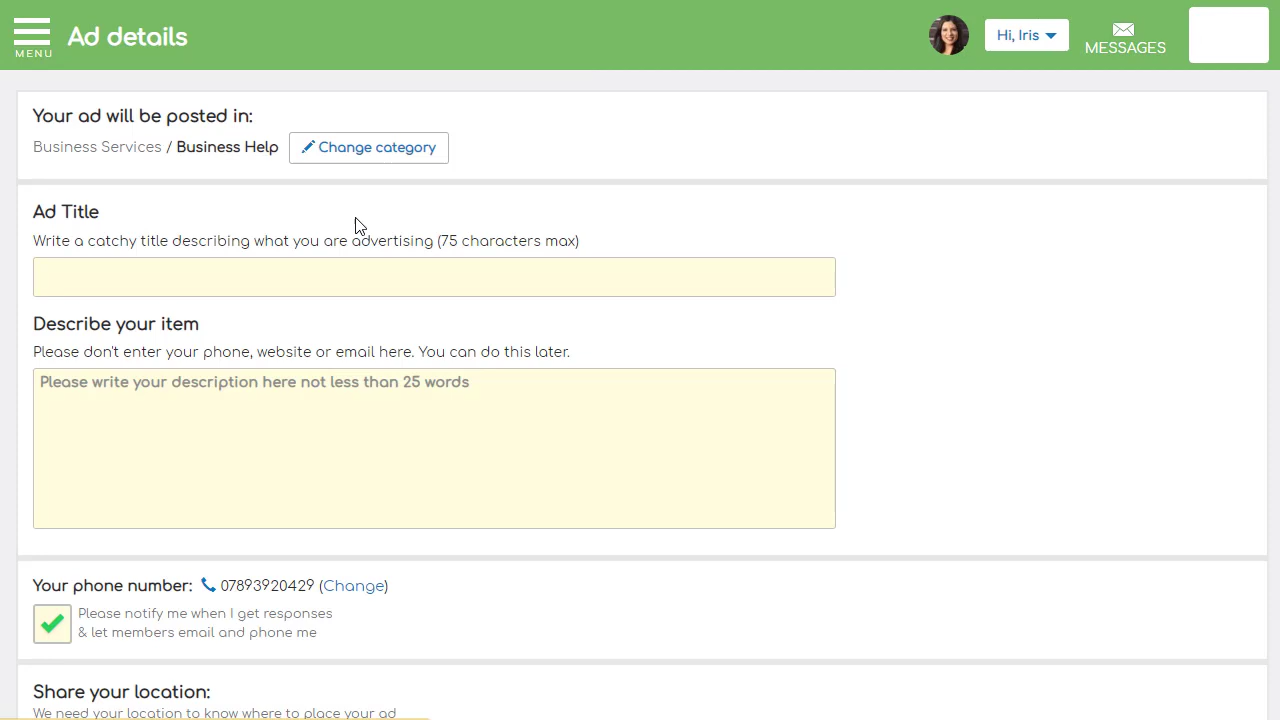 MENU
Ad details
Hi, Iris
MESSAGES
Your ad will be posted in:
Business Services / Business Help
Change category
Ad Title
Write a catchy title describing what you are advertising (75 characters max)
Describe your item
Please don't enter your phone, website or email here. You can do this later.
Please write your description here not less than 25 words
Your phone number: 07893920429 (Change)
Please notify me when I get responses
& let members email and phone me
Share your location:
We need your location to know where to place your ad